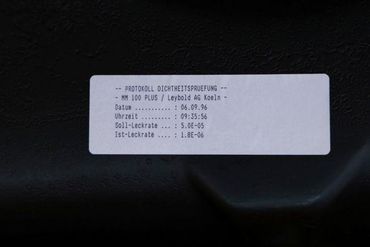 -- PROTOKOLL DICHTHEITSPRUEFUNG --
- MM 100 PLUS / Leybold AG Koeln -
Datum ........... : 06.09.96
Uhrzeit ......... : 09:35:56
Soll-Leckrate ... : 5.0E-05
Ist-Leckrate .... : 1.8E-06